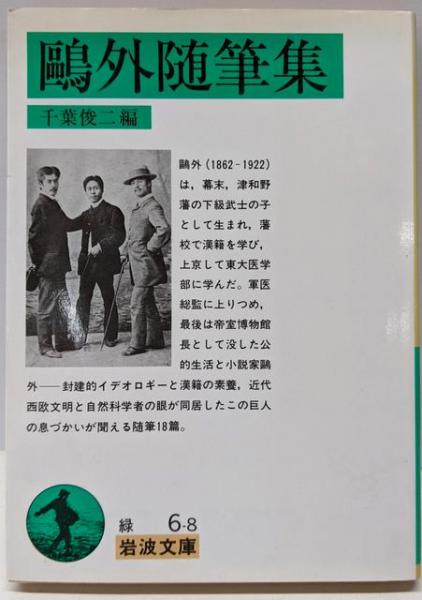 鷗外随筆集
千葉俊二編
鷗外(1862-1922)
は，幕末，津和野
藩の下級武士の子
として生まれ，藩
校で漢籍を学び，
上京して東大医学
部に学んだ。軍医
総監に上りつめ，
最後は帝室博物館
長として没した公
的生活と小説家鷗
外──封建的イデオロギーと漢籍の素養，近代
西欧文明と自然科学者の眼が同居したこの巨人
の息づかいが聞える随筆18篇。
緑 6-8
岩波文庫